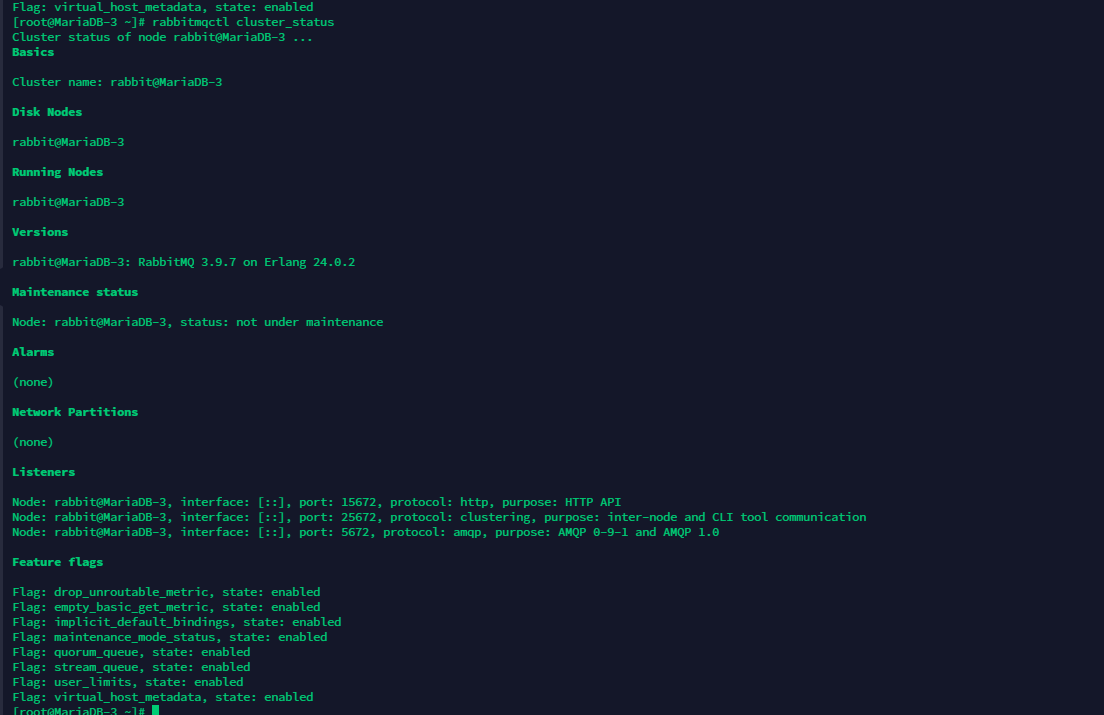 Flag: virtual_host_metadata, state: enabled
[root@MariaDB-3 ~]# rabbitmqctl cluster_status
Cluster status of node rabbit@MariaDB-3 ...
Basics
Cluster name: rabbit@MariaDB-3
Disk Nodes
rabbit@MariaDB-3
Running Nodes
rabbit@MariaDB-3
Versions
rabbit@MariaDB-3: RabbitMQ 3.9.7 on Erlang 24.0.2
Maintenance status
Node: rabbit@MariaDB-3, status: not under maintenance
Alarms
(none)
Network Partitions
(none)
Listeners
Node: rabbit@MariaDB-3, interface: [::], port: 15672, protocol: http, purpose: HTTP API
Node: rabbit@MariaDB-3, interface: [::], port: 25672, protocol: clustering, purpose: inter-node and CLI tool communication
Node: rabbit@MariaDB-3, interface: [::], port: 5672, protocol: amqp, purpose: AMQP 0-9-1 and AMQP 1.0
Feature flags
Flag: drop_unroutable_metric, state: enabled
Flag: empty_basic_get_metric, state: enabled
Flag: implicit_default_bindings, state: enabled
Flag: maintenance_mode_status, state: enabled
Flag: quorum_queue, state: enabled
Flag: stream_queue, state: enabled
Flag: user_limits, state: enabled
Flag: virtual_host_metadata, state: enabled
[root@MariaDB-3 ~]#